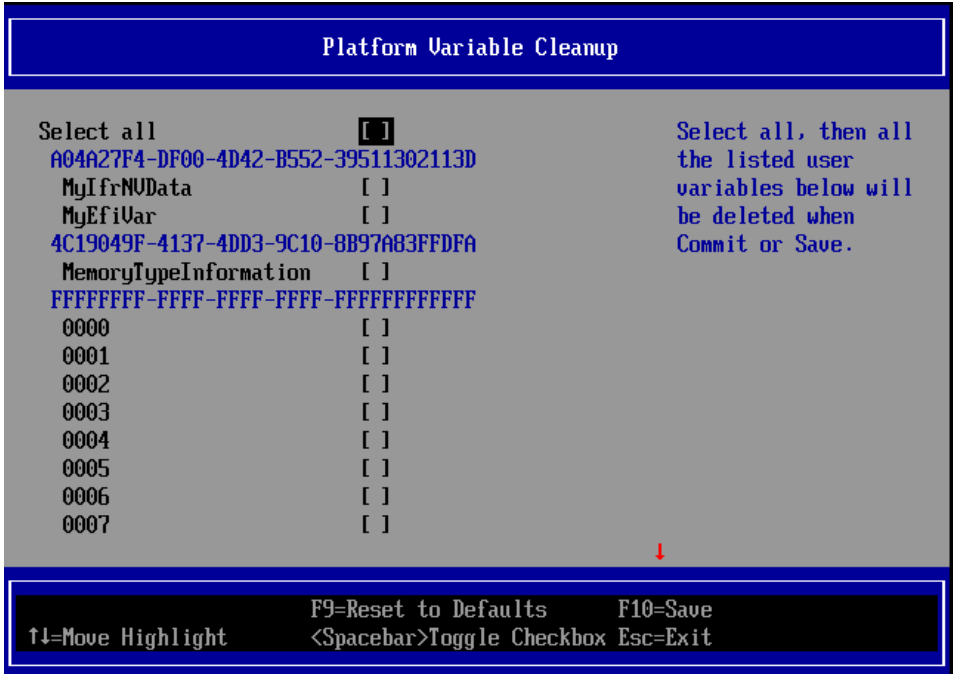 Platform Variable Cleanup
Select all [ ]
A04A27F4-DF00-4D42-B552-39511302113D
MyIfrNVData [ ]
MyEfiVar [ ]
4C19049F-4137-4DD3-9C10-8B97A83FFDFA
MemoryTypeInformation [ ]
FFFFFFFF-FFFF-FFFF-FFFF-FFFFFFFFFFFF
0000 [ ]
0001 [ ]
0002 [ ]
0003 [ ]
0004 [ ]
0005 [ ]
0006 [ ]
0007 [ ]
Select all, then all
the listed user
variables below will
be deleted when
Commit or Save.
↓
F9=Reset to Defaults F10=Save
↑↓=Move Highlight <Spacebar>Toggle Checkbox Esc=Exit